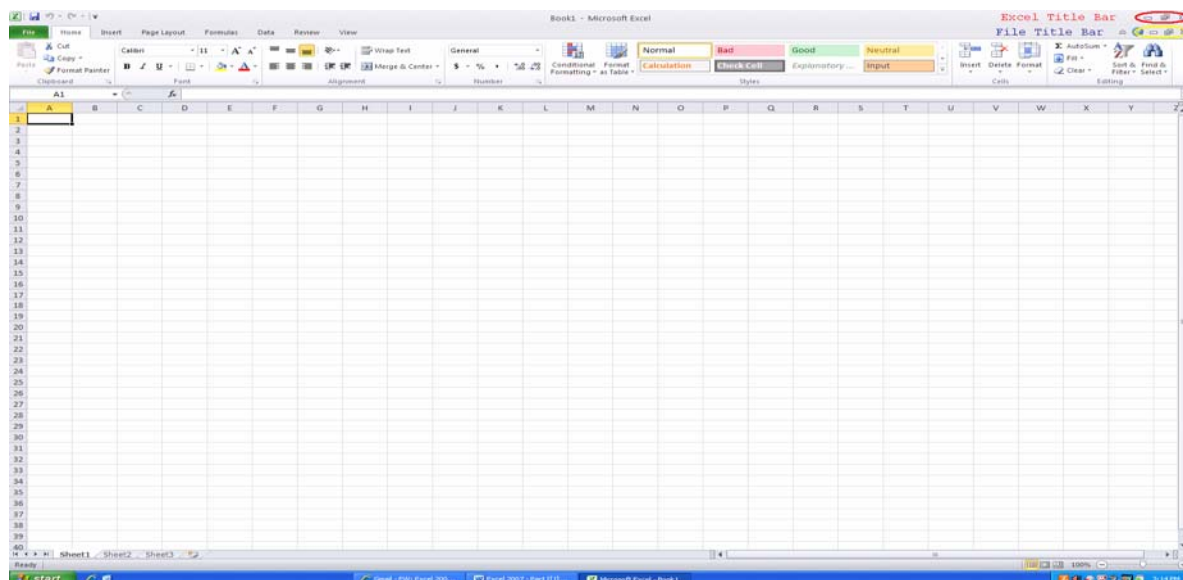 Book1 - Microsoft Excel
Excel Title Bar
File Home Insert Page Layout Formulas Data Review View
File Title Bar
Paste
Cut
Copy
Format Painter
Clipboard
Calibri 11 A A
B I U A
Font
Wrap Text
Merge & Center
Alignment
General
$ % ,
Number
Conditional Formatting
Format as Table
Normal Bad Good Neutral
Calculation Check Cell Explanatory ... Input
Styles
Insert Delete Format
Cells
Σ AutoSum
Fill
Clear
Sort & Filter
Find & Select
Editing
A1 fx
A B C D E F G H I J K L M N O P Q R S T U V W X Y Z
1
2
3
4
5
6
7
8
9
10
11
12
13
14
15
16
17
18
19
20
21
22
23
24
25
26
27
28
29
30
31
32
33
34
35
36
37
38
39
40
Sheet1 Sheet2 Sheet3
Ready 100%
start Microsoft Excel - Book1 2:14 PM